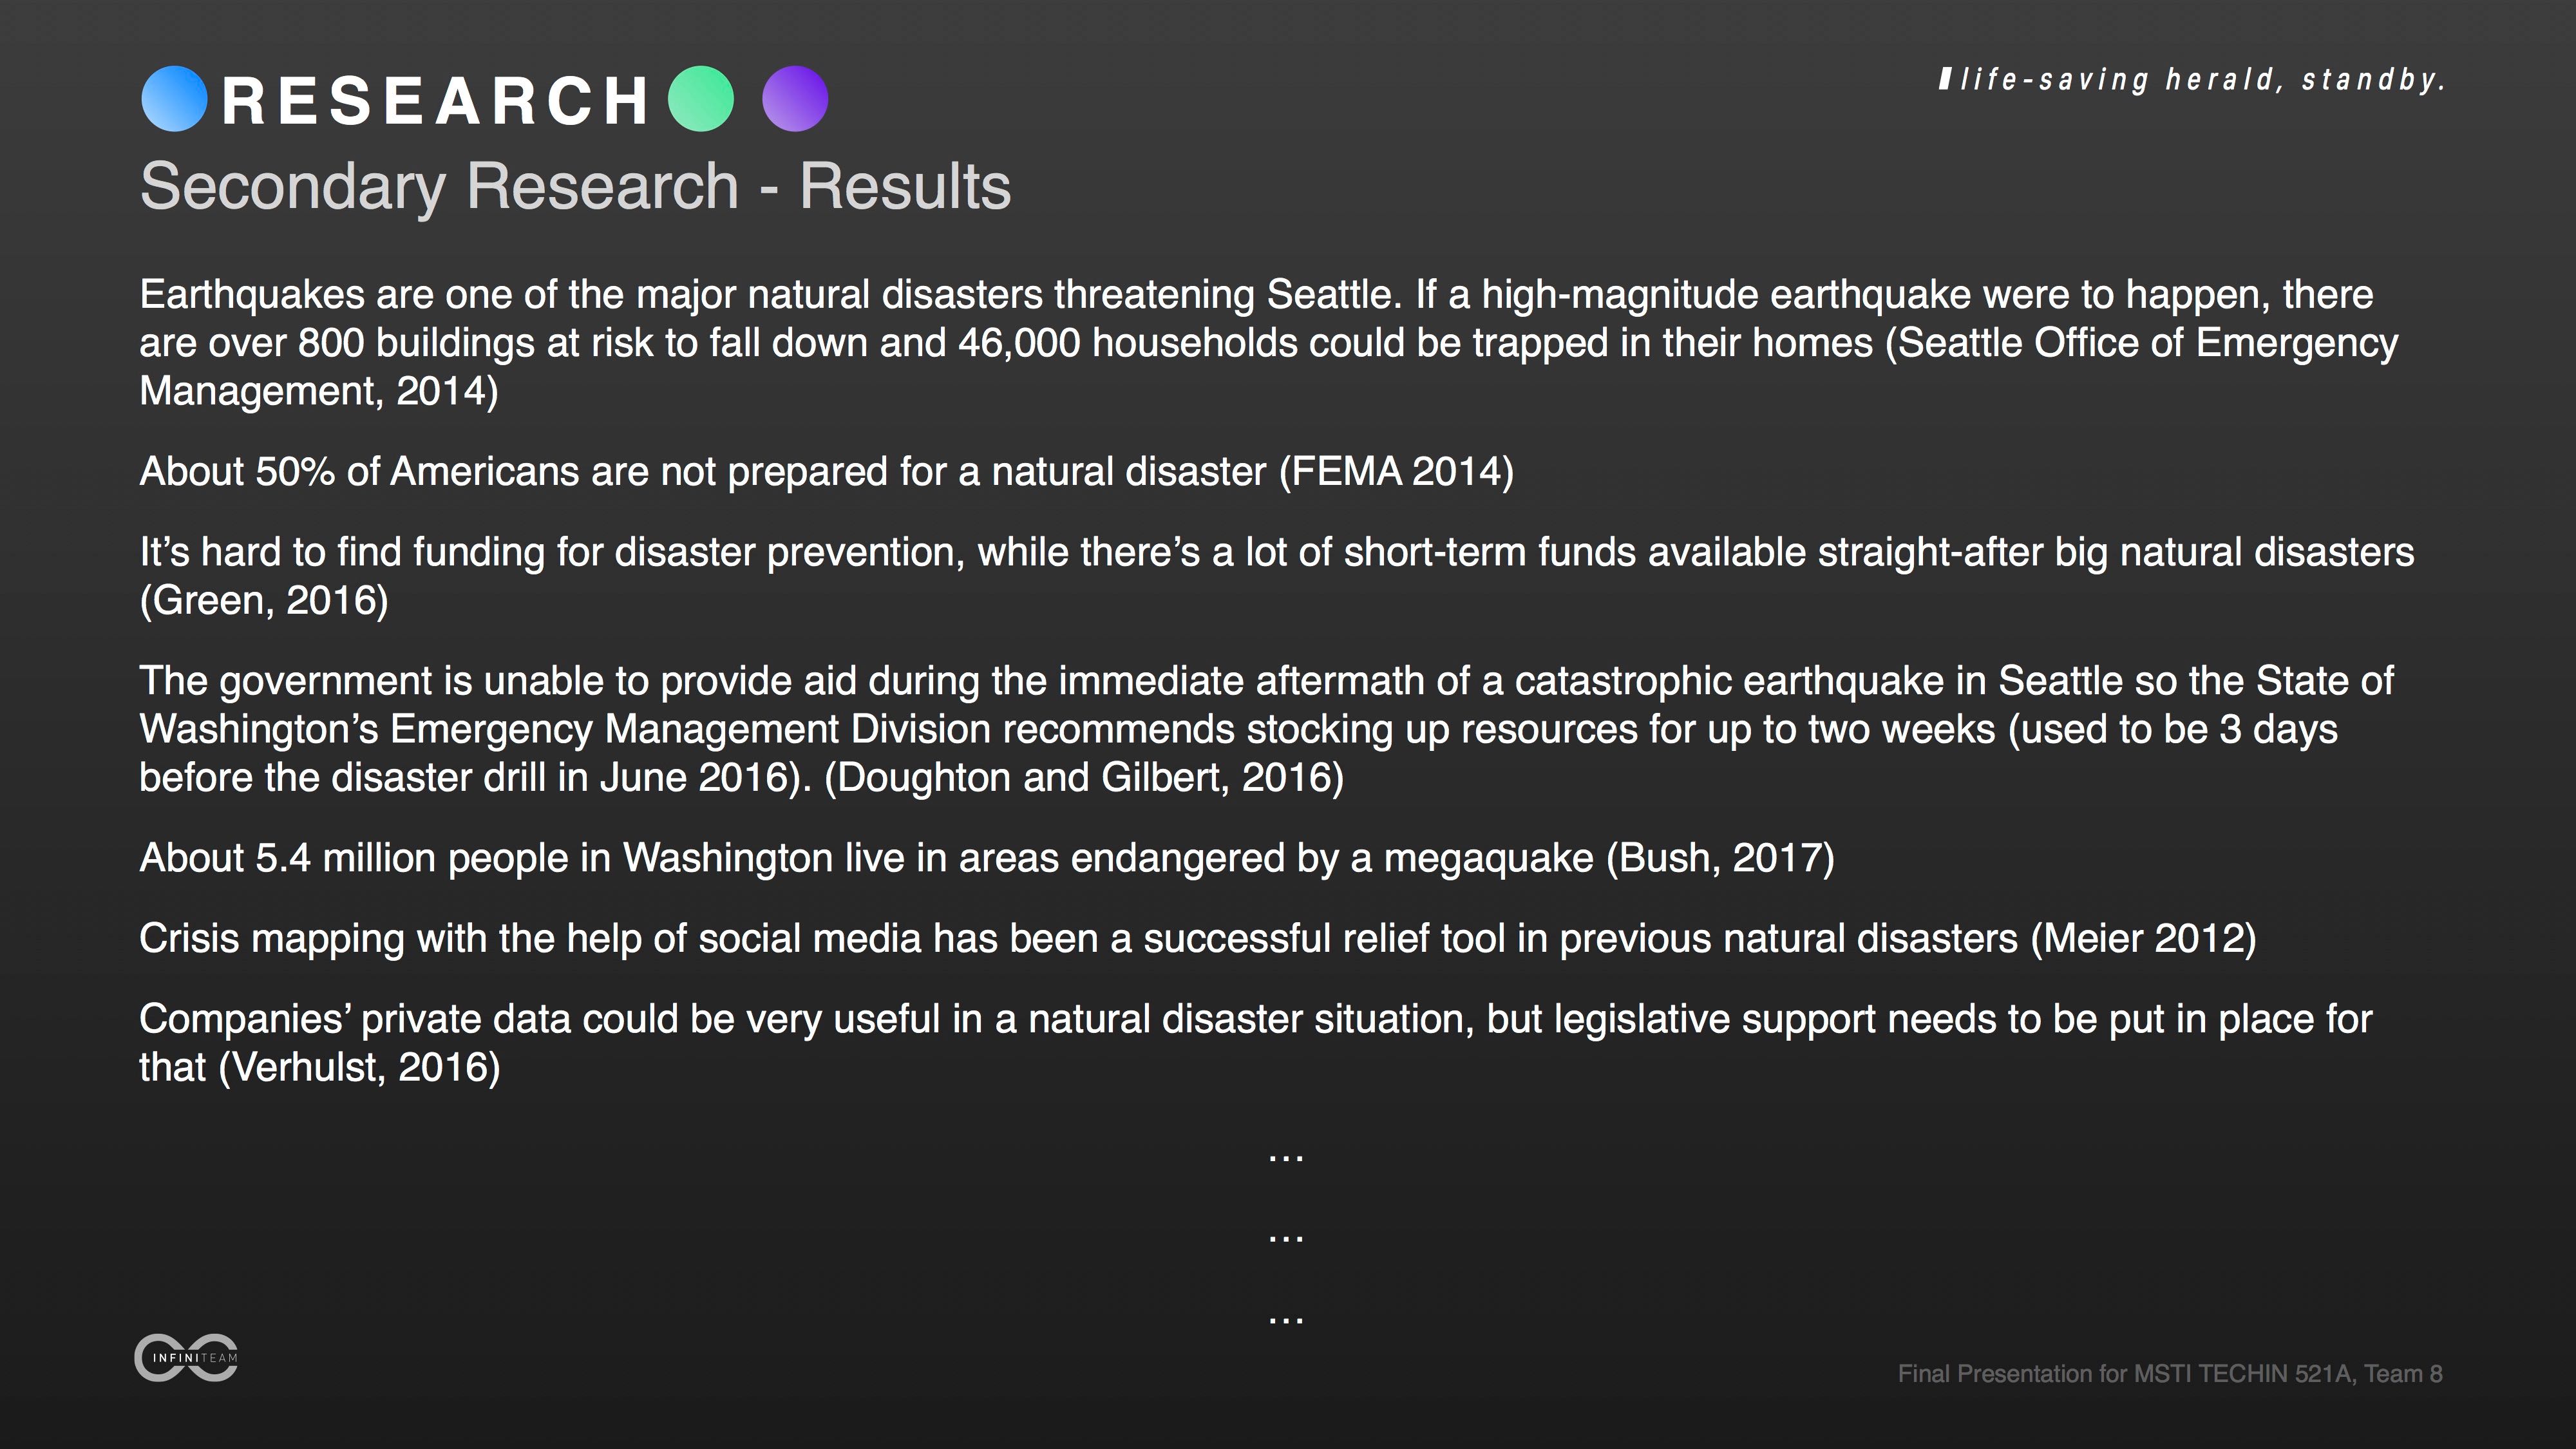 RESEARCH
life-saving herald, standby.
Secondary Research - Results
Earthquakes are one of the major natural disasters threatening Seattle. If a high-magnitude earthquake were to happen, there
are over 800 buildings at risk to fall down and 46,000 households could be trapped in their homes (Seattle Office of Emergency
Management, 2014)
About 50% of Americans are not prepared for a natural disaster (FEMA 2014)
It’s hard to find funding for disaster prevention, while there’s a lot of short-term funds available straight-after big natural disasters
(Green, 2016)
The government is unable to provide aid during the immediate aftermath of a catastrophic earthquake in Seattle so the State of
Washington’s Emergency Management Division recommends stocking up resources for up to two weeks (used to be 3 days
before the disaster drill in June 2016). (Doughton and Gilbert, 2016)
About 5.4 million people in Washington live in areas endangered by a megaquake (Bush, 2017)
Crisis mapping with the help of social media has been a successful relief tool in previous natural disasters (Meier 2012)
Companies’ private data could be very useful in a natural disaster situation, but legislative support needs to be put in place for
that (Verhulst, 2016)
...
...
...
INFINITEAM
Final Presentation for MSTI TECHIN 521A, Team 8